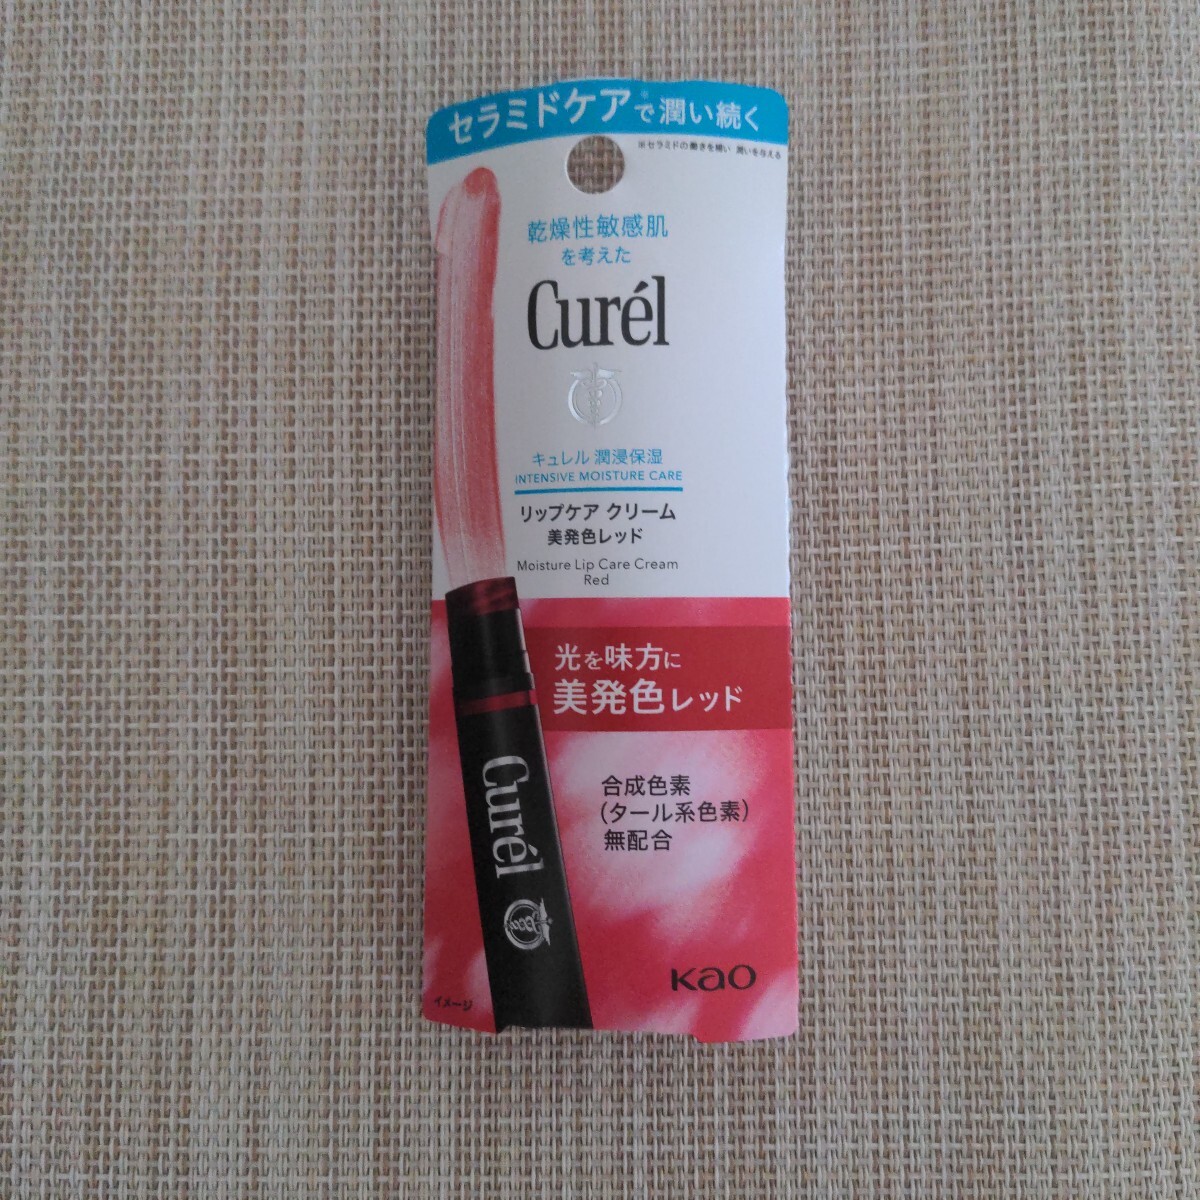 セラミドケア※で潤い続く
※セラミドの働きを補い 潤いを与える
乾燥性敏感肌
を考えた
Curél
キュレル 潤浸保湿
INTENSIVE MOISTURE CARE
リップケア クリーム
美発色レッド
Moisture Lip Care Cream
Red
光を味方に
美発色レッド
合成色素
(タール系色素)
無配合
Curél
Kao
イメージ